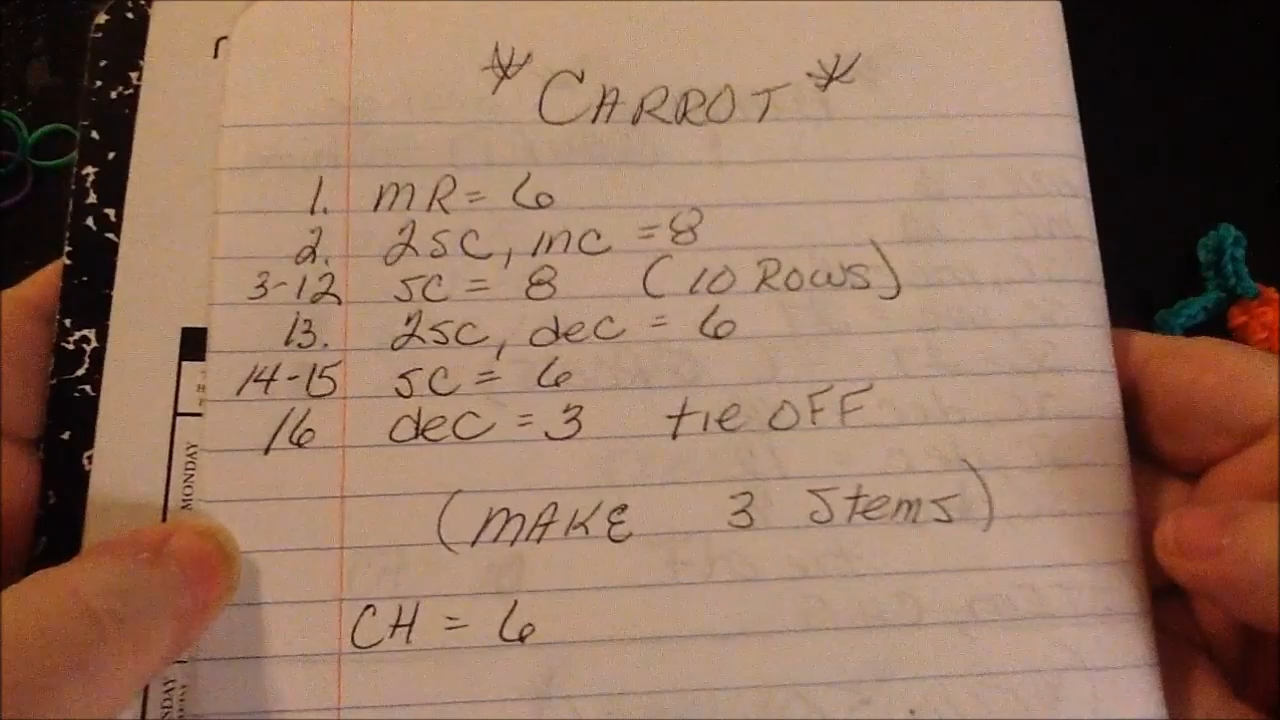 *CARROT*
1. MR = 6
2. 2SC, INC = 8
3-12 SC = 8 (10 ROWS)
13. 2SC, dec = 6
14-15 SC = 6
16 dec = 3 tie OFF
(MAKE 3 Stems)
CH = 6
MONDAY